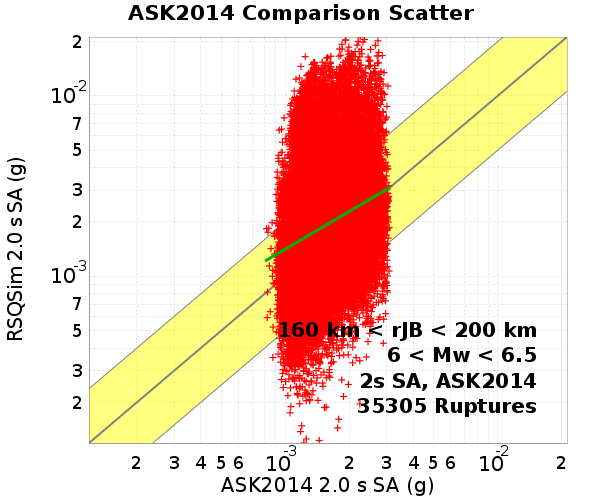 ASK2014 Comparison Scatter
RSQSim 2.0 s SA (g)
2
10-2
7
5
3
2
10-3
7
5
3
2
160 km < rJB < 200 km
6 < Mw < 6.5
2s SA, ASK2014
35305 Ruptures
2 3 4 5 6 10-3 2 3 4 5 6 10-2 2
ASK2014 2.0 s SA (g)